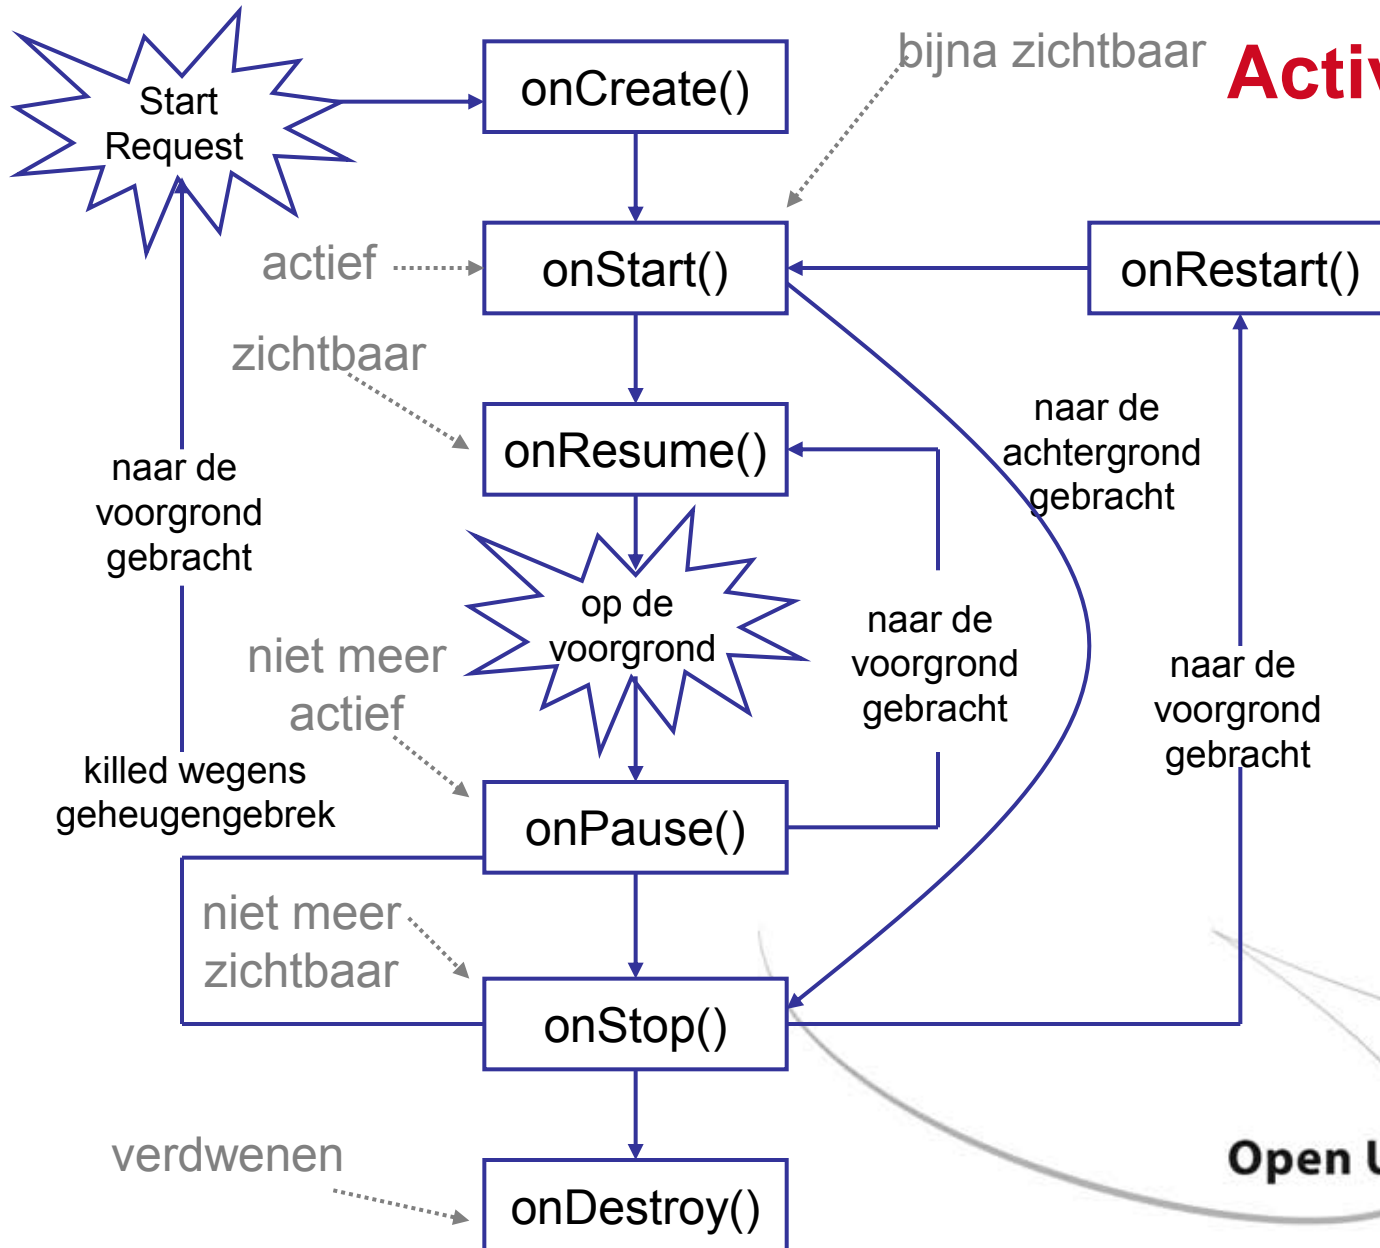 bijna zichtbaar
Activ
Start
Request
onCreate()
actief
onStart()
onRestart()
zichtbaar
onResume()
naar de
achtergrond
gebracht
naar de
voorgrond
gebracht
op de
voorgrond
naar de
voorgrond
gebracht
naar de
voorgrond
gebracht
niet meer
actief
killed wegens
geheugengebrek
onPause()
niet meer
zichtbaar
onStop()
verdwenen
onDestroy()
Open U